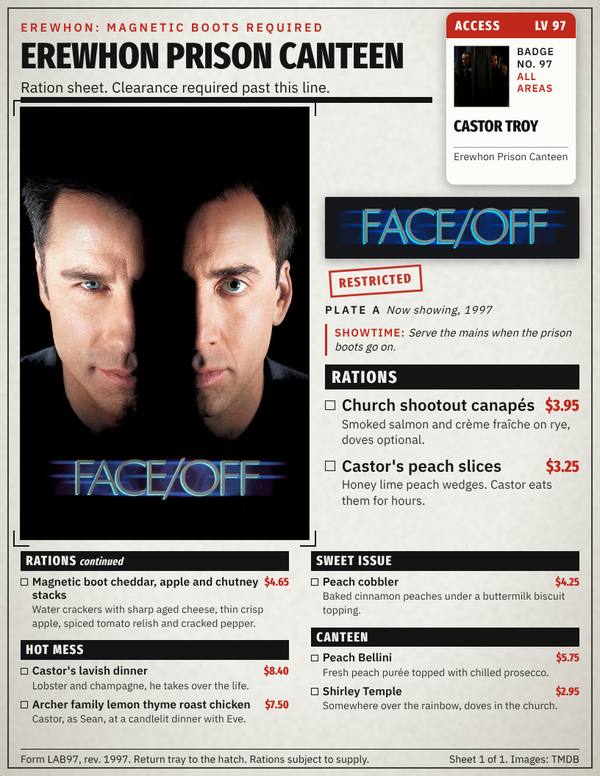 EREWHON: MAGNETIC BOOTS REQUIRED
EREWHON PRISON CANTEEN
Ration sheet. Clearance required past this line.
ACCESS LV 97
BADGE
NO. 97
ALL
AREAS
CASTOR TROY
Erewhon Prison Canteen
FACE/OFF
FACE/OFF
RESTRICTED
PLATE A Now showing, 1997
SHOWTIME: Serve the mains when the prison
boots go on.
RATIONS
Church shootout canapés $3.95
Smoked salmon and crème fraîche on rye,
doves optional.
Castor's peach slices $3.25
Honey lime peach wedges. Castor eats
them for hours.
RATIONS continued
Magnetic boot cheddar, apple and chutney $4.65
stacks
Water crackers with sharp aged cheese, thin crisp
apple, spiced tomato relish and cracked pepper.
HOT MESS
Castor's lavish dinner $8.40
Lobster and champagne, he takes over the life.
Archer family lemon thyme roast chicken $7.50
Castor, as Sean, at a candlelit dinner with Eve.
SWEET ISSUE
Peach cobbler $4.25
Baked cinnamon peaches under a buttermilk biscuit
topping.
CANTEEN
Peach Bellini $5.75
Fresh peach purée topped with chilled prosecco.
Shirley Temple $2.95
Somewhere over the rainbow, doves in the church.
Form LAB97, rev. 1997. Return tray to the hatch. Rations subject to supply.
Sheet 1 of 1. Images: TMDB